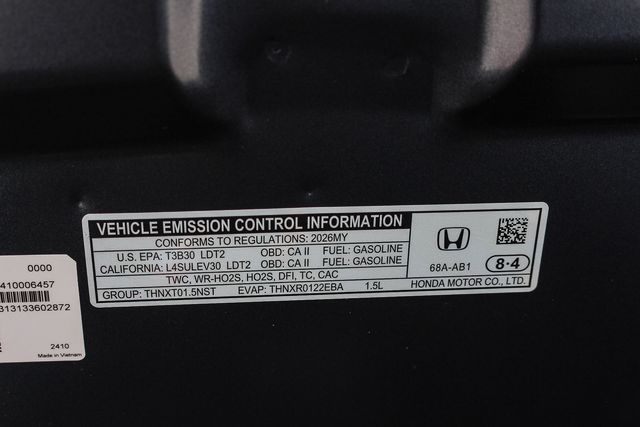 VEHICLE EMISSION CONTROL INFORMATION
CONFORMS TO REGULATIONS: 2026MY
U.S. EPA: T3B30 LDT2 OBD: CA II FUEL: GASOLINE
CALIFORNIA: L4SULEV30 LDT2 OBD: CA II FUEL: GASOLINE
TWC, WR-HO2S, HO2S, DFI, TC, CAC
GROUP: THNXT01.5NST EVAP: THNXR0122EBA 1.5L
68A-AB1 8·4
HONDA MOTOR CO., LTD.
0000
410006457
313133602872
2410
Made in Vietnam